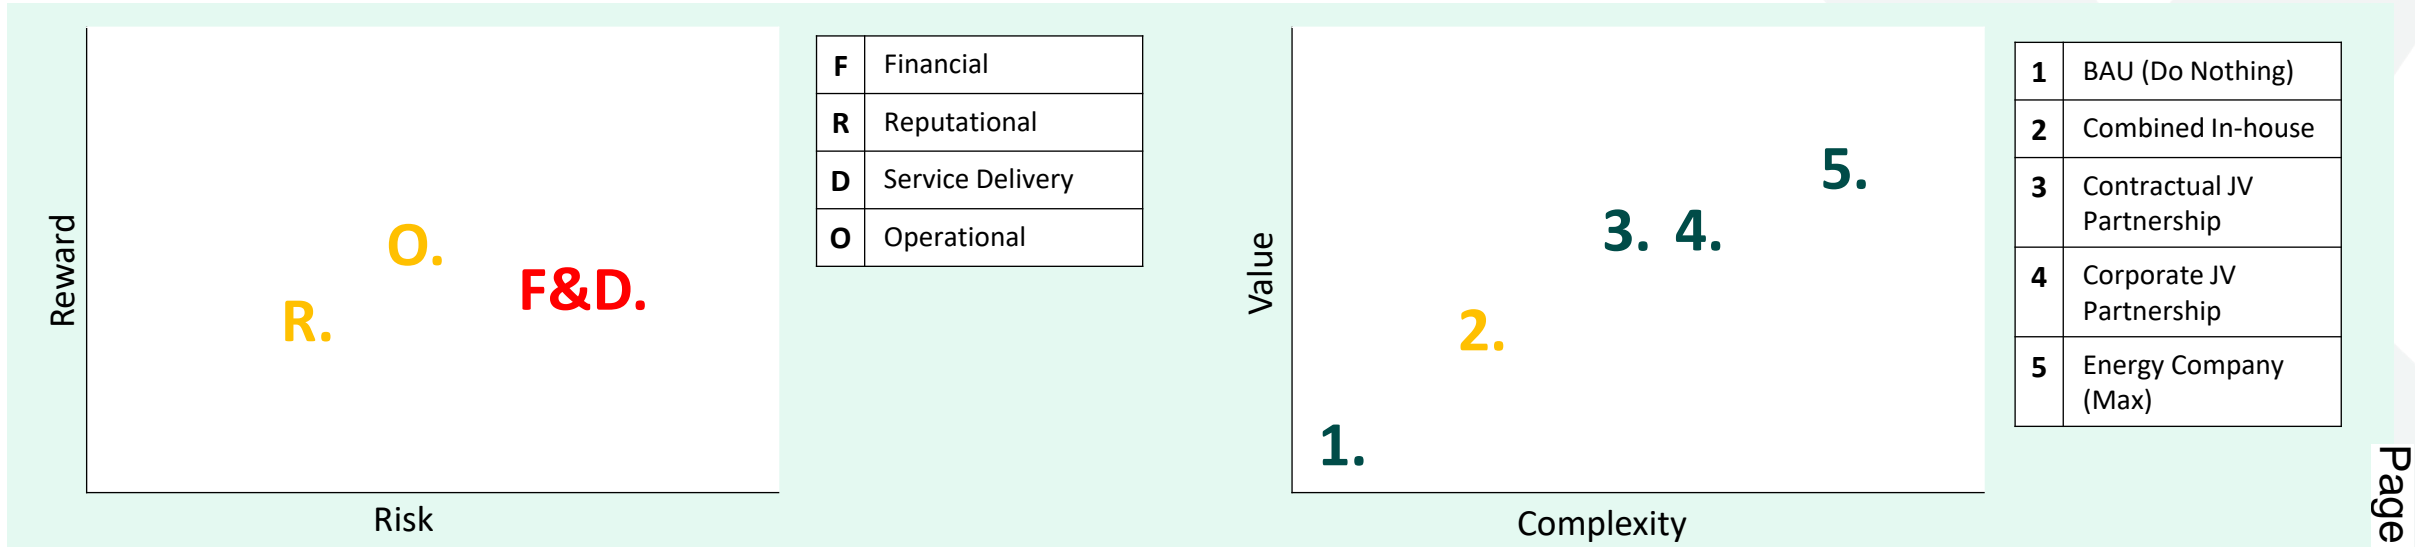 Reward
O.
F&D.
R.
Risk
F Financial
R Reputational
D Service Delivery
O Operational
Value
5.
3. 4.
2.
1.
Complexity
1 BAU (Do Nothing)
2 Combined In-house
3 Contractual JV
Partnership
4 Corporate JV
Partnership
5 Energy Company
(Max)
Page